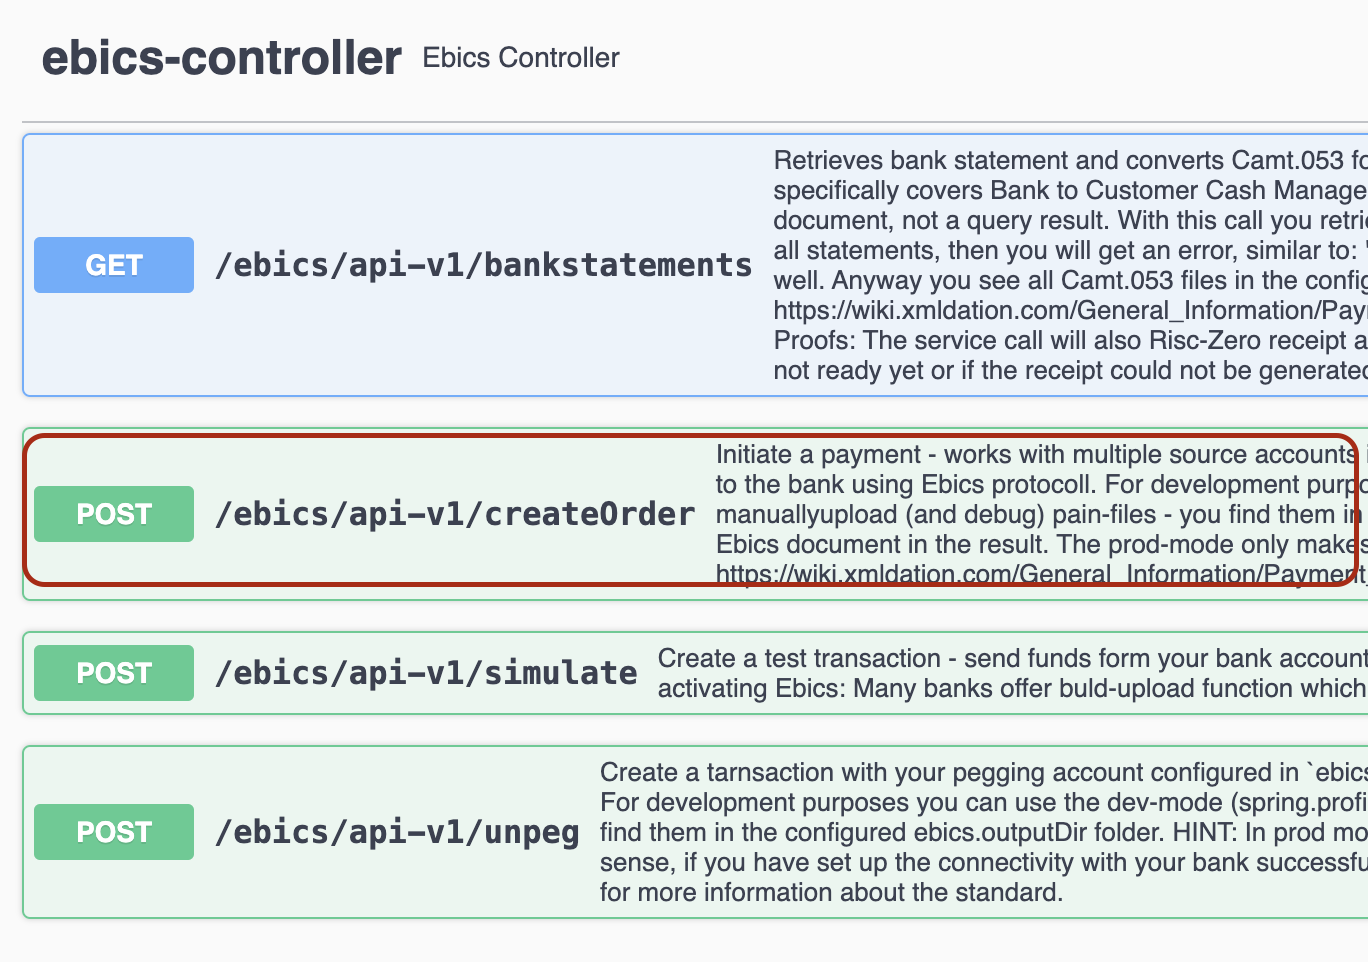 ebics-controller Ebics Controller
Retrieves bank statement and converts Camt.053 fo
specifically covers Bank to Customer Cash Manage
document, not a query result. With this call you retri
all statements, then you will get an error, similar to: '
well. Anyway you see all Camt.053 files in the config
https://wiki.xmldation.com/General_Information/Pay
Proofs: The service call will also Risc-Zero receipt a
not ready yet or if the receipt could not be generated
GET /ebics/api-v1/bankstatements
Initiate a payment - works with multiple source accounts i
to the bank using Ebics protocoll. For development purpo
manuallyupload (and debug) pain-files - you find them in
Ebics document in the result. The prod-mode only makes
https://wiki.xmldation.com/General_Information/Payment_
POST /ebics/api-v1/createOrder
Create a test transaction - send funds form your bank account
activating Ebics: Many banks offer buld-upload function which
POST /ebics/api-v1/simulate
Create a tarnsaction with your pegging account configured in `ebics
For development purposes you can use the dev-mode (spring.profi
find them in the configured ebics.outputDir folder. HINT: In prod mo
sense, if you have set up the connectivity with your bank successfu
for more information about the standard.
POST /ebics/api-v1/unpeg